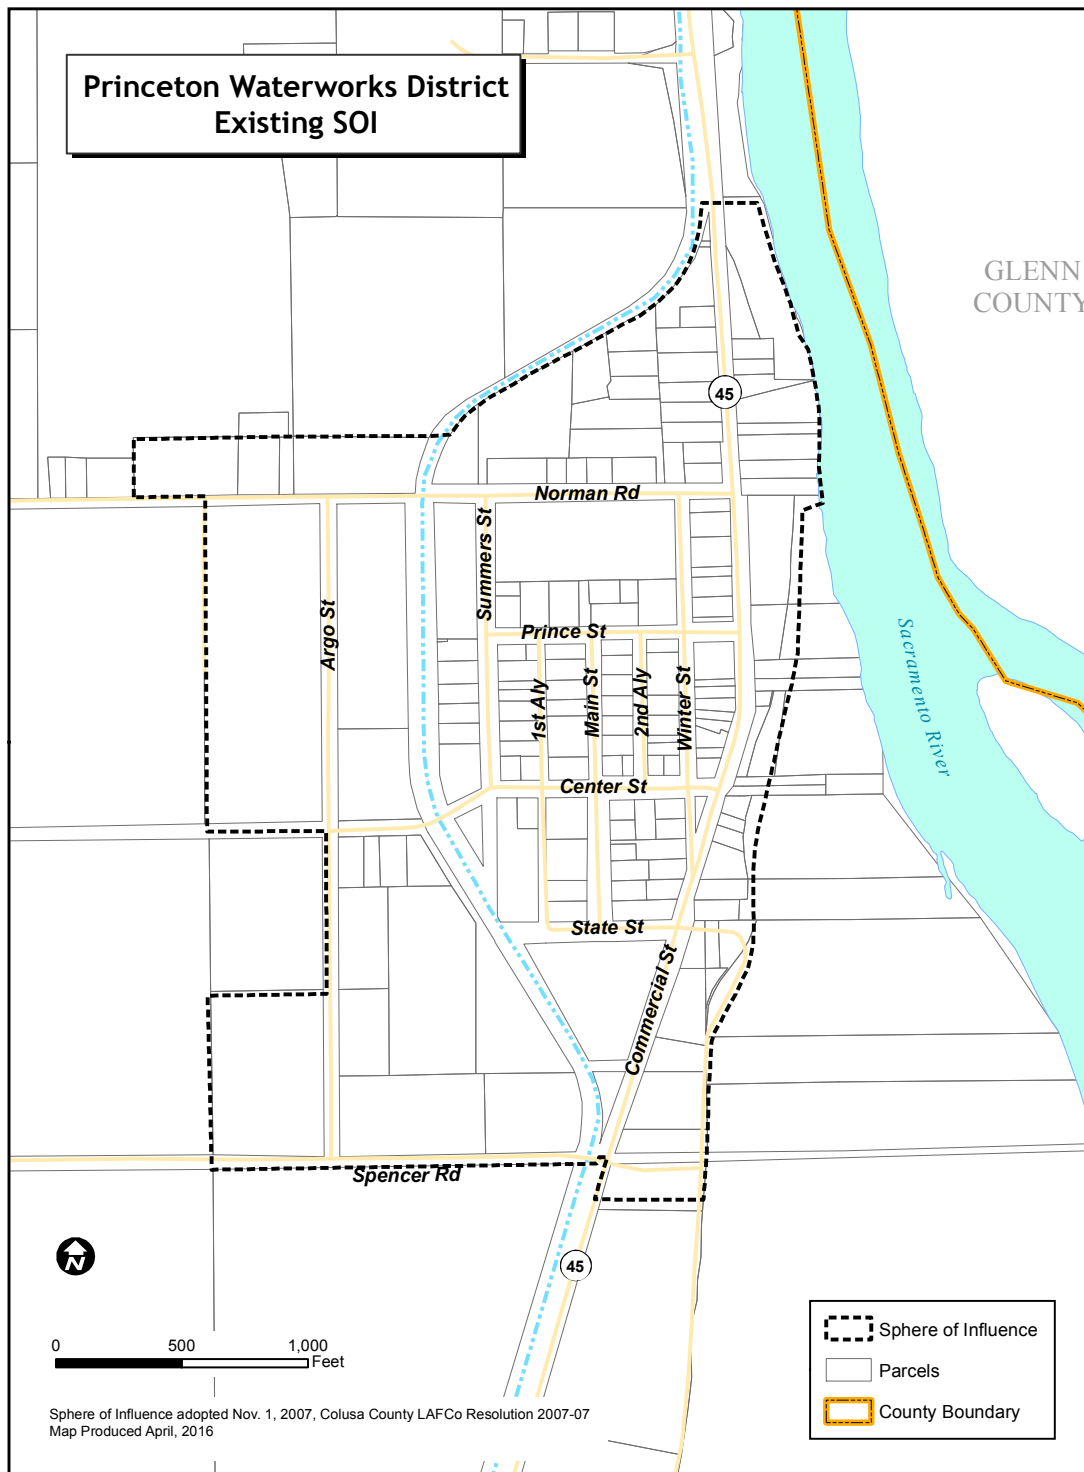 Princeton Waterworks District
Existing SOI
GLENN
COUNTY
45
Norman Rd
Summers St
Argo St
Prince St
1st Aly
Main St
2nd Aly
Winter St
Sacramento River
Center St
State St
Commercial St
Spencer Rd
N
45
0 500 1,000
Feet
Sphere of Influence
Parcels
County Boundary
Sphere of Influence adopted Nov. 1, 2007, Colusa County LAFCo Resolution 2007-07
Map Produced April, 2016